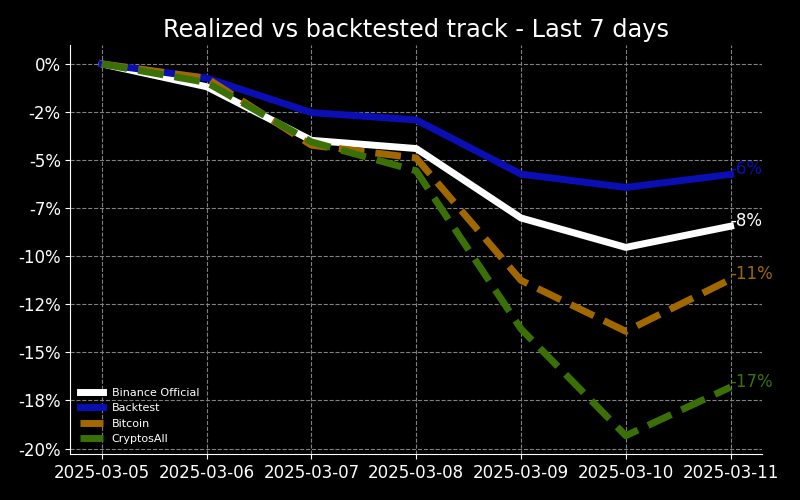 Realized vs backtested track - Last 7 days
0%
-2%
-5%
-7%
-10%
-12%
-15%
-18%
-20%
-6%
-8%
-11%
-17%
Binance Official
Backtest
Bitcoin
CryptosAll
2025-03-05 2025-03-06 2025-03-07 2025-03-08 2025-03-09 2025-03-10 2025-03-11